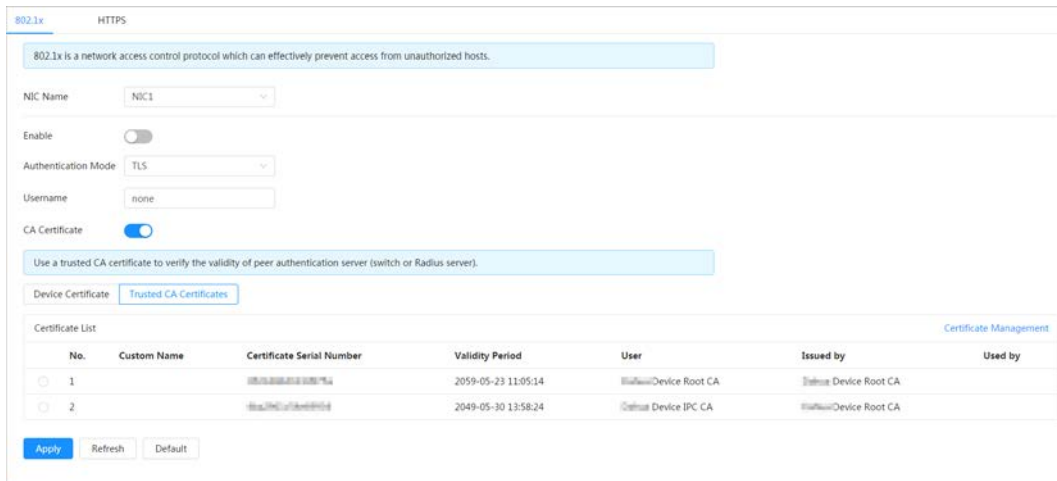 802.1x HTTPS
802.1x is a network access control protocol which can effectively prevent access from unauthorized hosts.
NIC Name NIC1
Enable
Authentication Mode TLS
Username none
CA Certificate
Use a trusted CA certificate to verify the validity of peer authentication server (switch or Radius server).
Device Certificate Trusted CA Certificates
Certificate List Certificate Management
No. Custom Name Certificate Serial Number Validity Period User Issued by Used by
1 2059-05-23 11:05:14 Device Root CA Device Root CA
2 2049-05-30 13:58:24 Device IPC CA Device Root CA
Apply Refresh Default